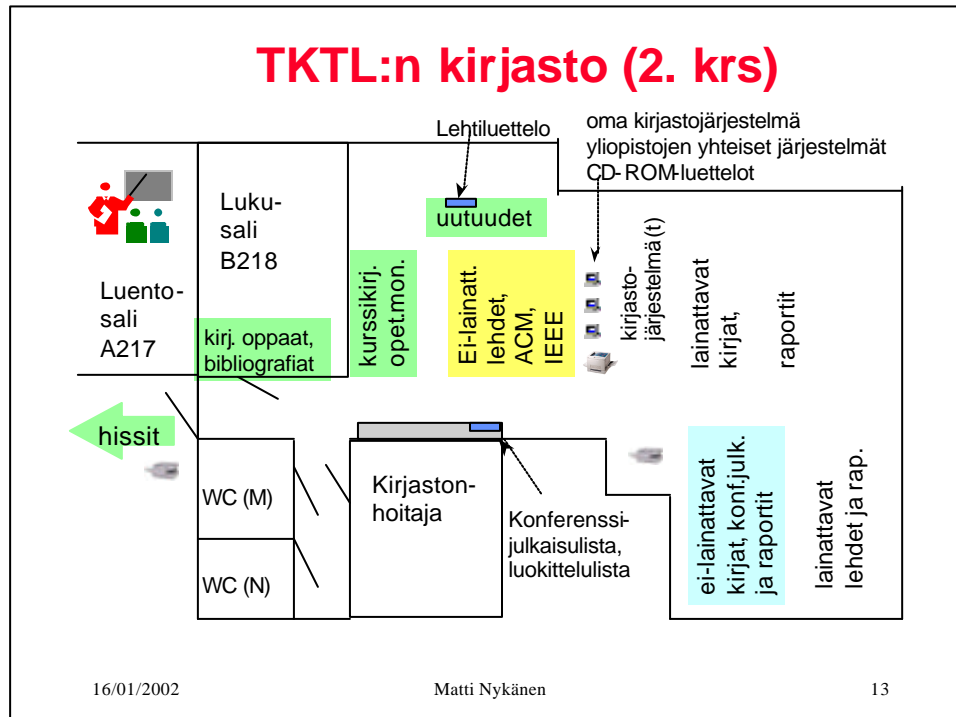 TKTL:n kirjasto (2. krs)
Lehtiluettelo
oma kirjastojärjestelmä
yliopistojen yhteiset järjestelmät
CD-ROM-luettelot
Luku-
sali
B218
uutuudet
Luento-
sali
A217
kirj. oppaat,
bibliografiat
kurssikirj.
opet.mon.
Ei-lainatt.
lehdet,
ACM,
IEEE
kirjasto-
järjestelmä(t)
lainattavat
kirjat,
raportit
hissit
WC (M)
WC (N)
Kirjaston-
hoitaja
Konferenssi-
julkaisulista,
luokittelulista
ei-lainattavat
kirjat, konf.julk.
ja raportit
lainattavat
lehdet ja rap.
16/01/2002
Matti Nykänen
13